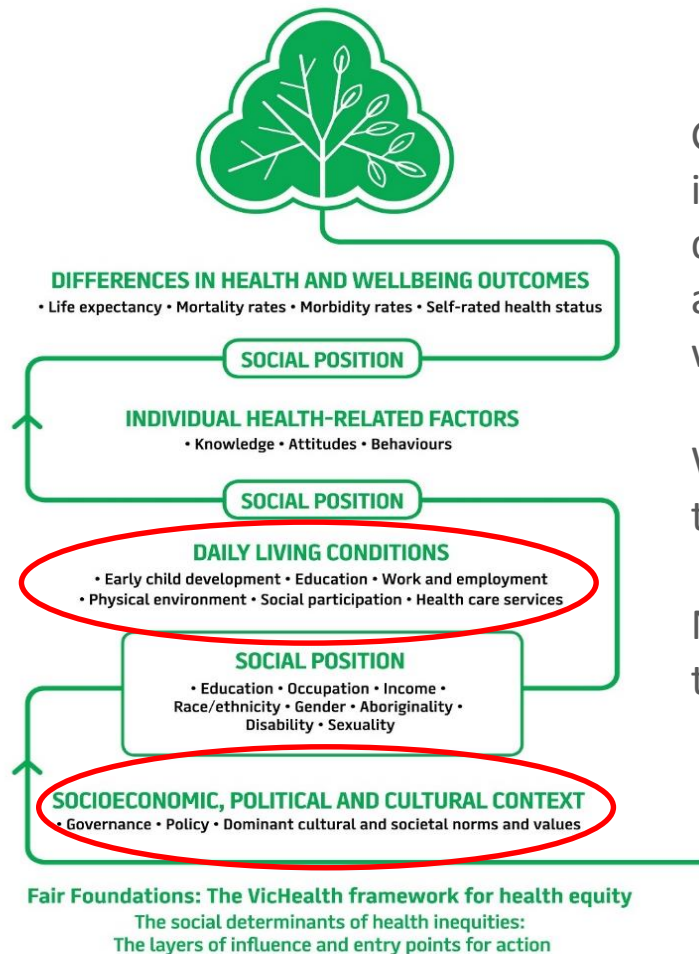 DIFFERENCES IN HEALTH AND WELLBEING OUTCOMES
• Life expectancy • Mortality rates • Morbidity rates • Self-rated health status
SOCIAL POSITION
INDIVIDUAL HEALTH-RELATED FACTORS
• Knowledge • Attitudes • Behaviours
SOCIAL POSITION
DAILY LIVING CONDITIONS
• Early child development • Education • Work and employment
• Physical environment • Social participation • Health care services
SOCIAL POSITION
• Education • Occupation • Income •
Race/ethnicity • Gender • Aboriginality •
Disability • Sexuality
SOCIOECONOMIC, POLITICAL AND CULTURAL CONTEXT
• Governance • Policy • Dominant cultural and societal norms and values
Fair Foundations: The VicHealth framework for health equity
The social determinants of health inequities:
The layers of influence and entry points for action